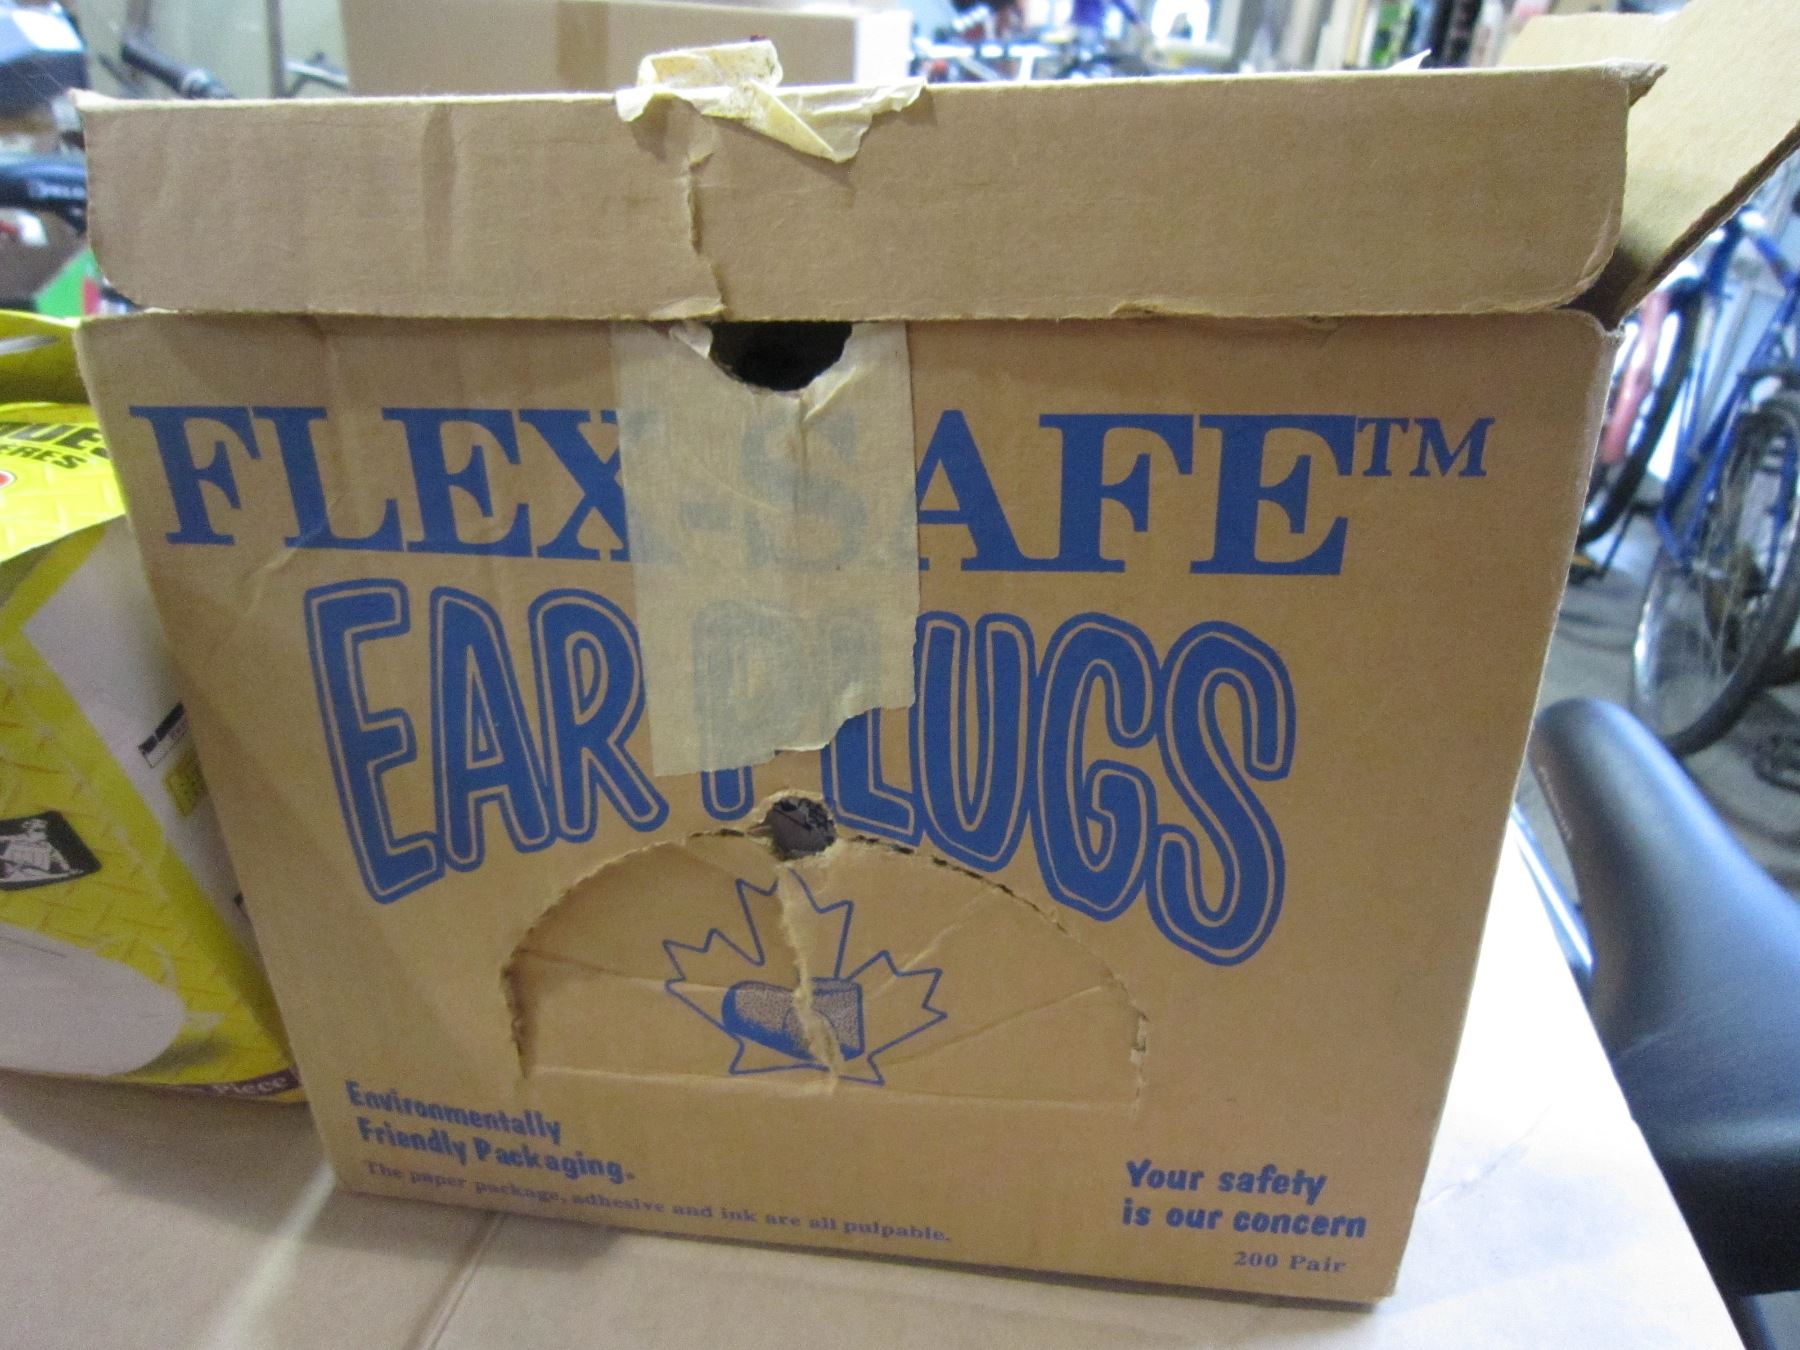 FLEX-SAFE™
EAR PLUGS
Environmentally
Friendly Packaging.
The paper package, adhesive and ink are all pulpable.
Your safety
is our concern
200 Pair
Piece